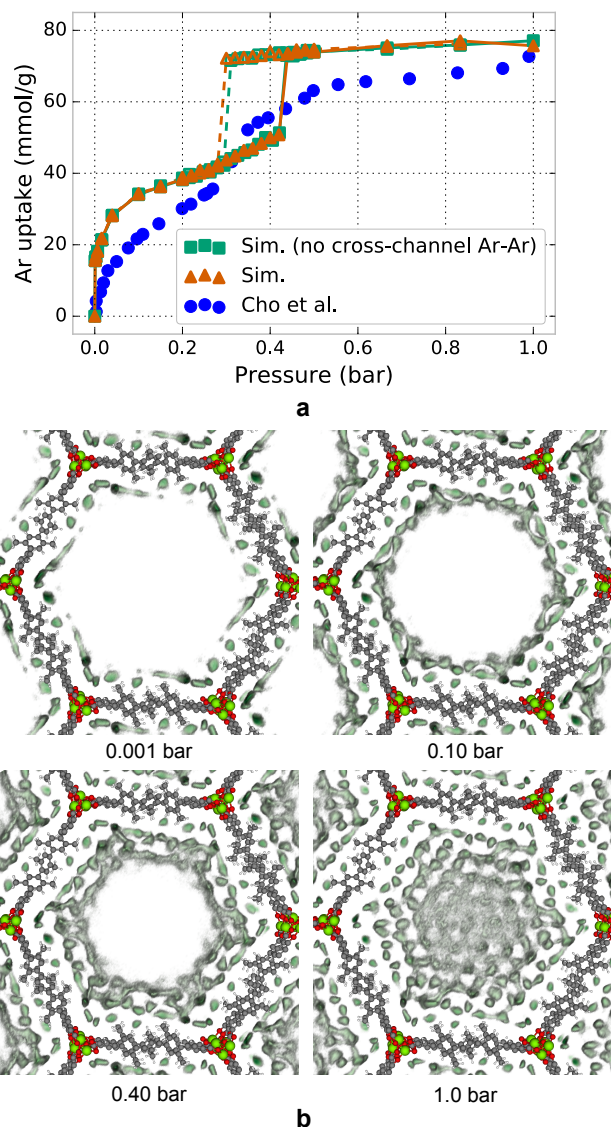 80
60
40
20
0
Ar uptake (mmol/g)
Sim. (no cross-channel Ar-Ar)
Sim.
Cho et al.
0.0 0.2 0.4 0.6 0.8 1.0
Pressure (bar)
a
0.001 bar 0.10 bar
0.40 bar 1.0 bar
b